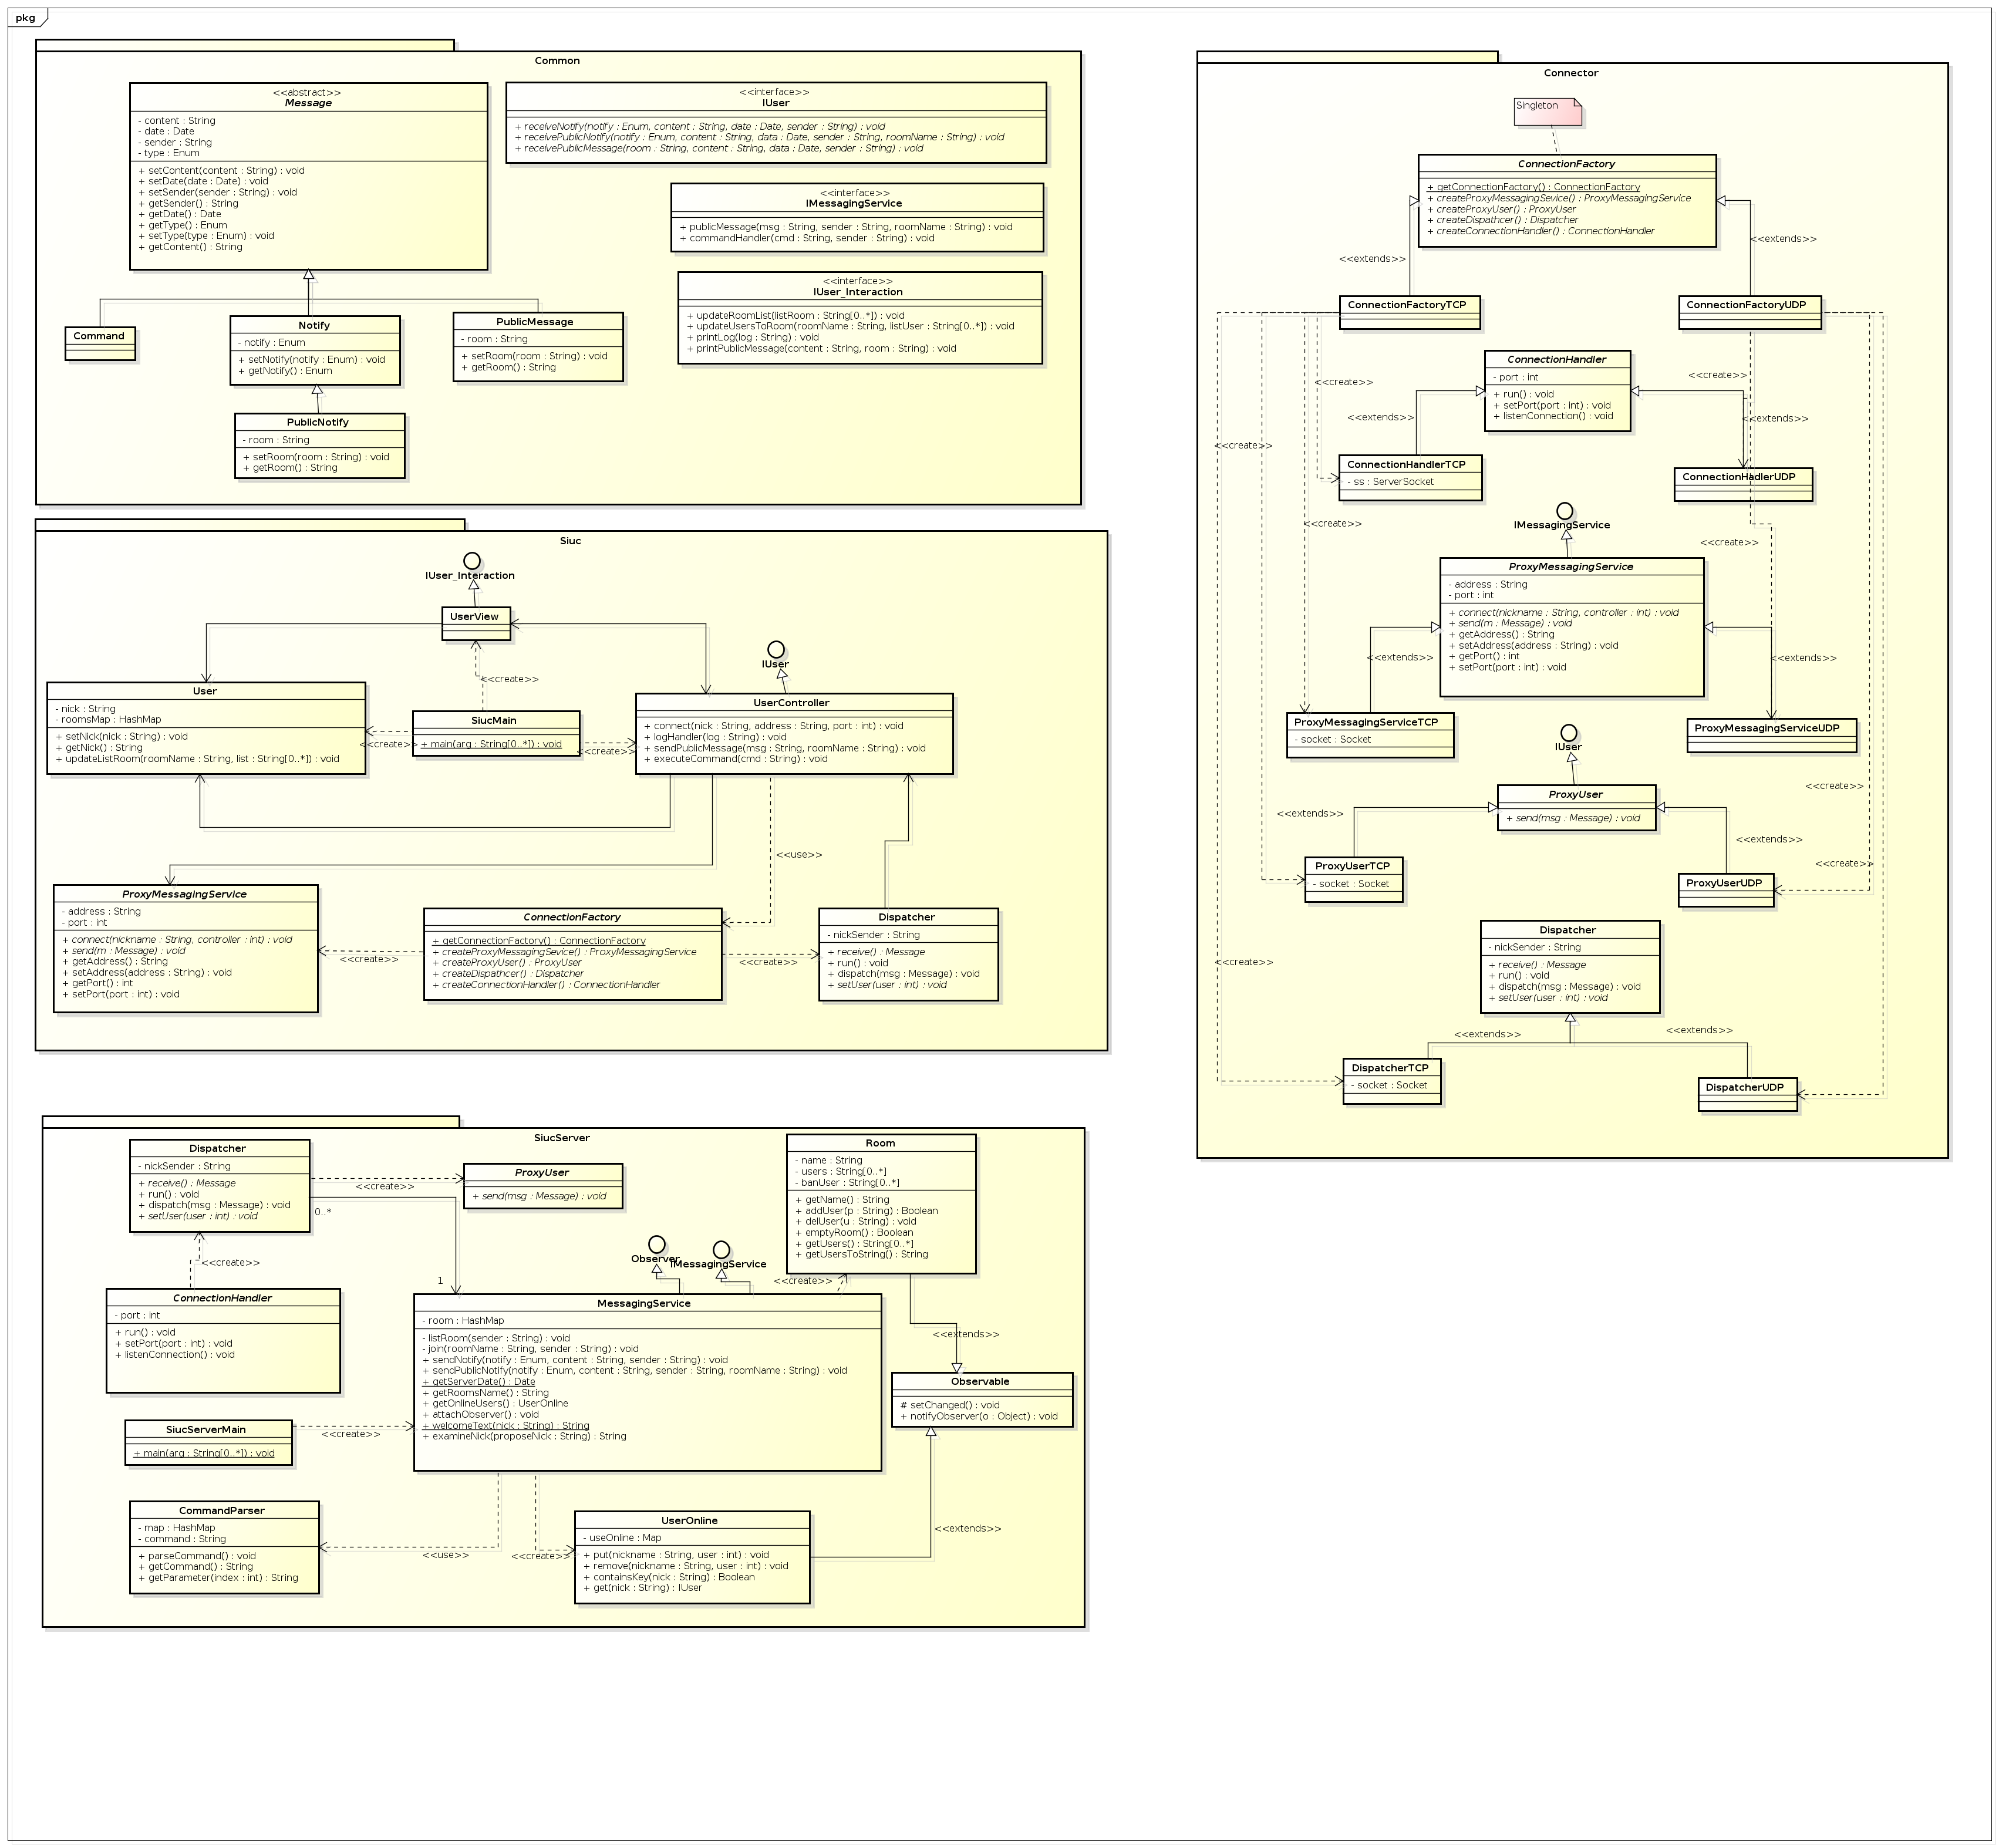 pkg
Common
<<abstract>>
Message
- content : String
- date : Date
- sender : String
- type : Enum
+ setContent(content : String) : void
+ setDate(date : Date) : void
+ setSender(sender : String) : void
+ getSender() : String
+ getDate() : Date
+ getType() : Enum
+ setType(type : Enum) : void
+ getContent() : String
<<interface>>
IUser
+ receiveNotify(notify : Enum, content : String, date : Date, sender : String) : void
+ recivePublicNotify(notify : Enum, content : String, data : Date, sender : String, roomName : String) : void
+ recivePublicMessage(room : String, content : String, data : Date, sender : String) : void
<<interface>>
IMessagingService
+ publicMessage(msg : String, sender : String, roomName : String) : void
+ commandHandler(cmd : String, sender : String) : void
<<interface>>
IUser_Interaction
+ updateRoomList(listRoom : String[0..*]) : void
+ updateUsersToRoom(roomName : String, listUser : String[0..*]) : void
+ printLog(log : String) : void
+ printPublicMessage(content : String, room : String) : void
Command
Notify
- notify : Enum
+ setNotify(notify : Enum) : void
+ getNotify() : Enum
PublicMessage
- room : String
+ setRoom(room : String) : void
+ getRoom() : String
PublicNotify
- room : String
+ setRoom(room : String) : void
+ getRoom() : String
Siuc
IUser_Interaction
UserView
IUser
<<create>>
User
- nick : String
- roomsMap : HashMap
+ setNick(nick : String) : void
+ getNick() : String
+ updateListRoom(roomName : String, list : String[0..*]) : void
<<create>>
SiucMain
+ main(arg : String[0..*]) : void
<<create>>
UserController
+ connect(nick : String, address : String, port : int) : void
+ logHandler(log : String) : void
+ sendPublicMessage(msg : String, roomName : String) : void
+ executeCommand(cmd : String) : void
<<use>>
ProxyMessagingService
- address : String
- port : int
+ connect(nickname : String, controller : int) : void
+ send(m : Message) : void
+ getAddress() : String
+ setAddress(address : String) : void
+ getPort() : int
+ setPort(port : int) : void
<<create>>
ConnectionFactory
+ getConnectionFactory() : ConnectionFactory
+ createProxyMessagingSevice() : ProxyMessagingService
+ createProxyUser() : ProxyUser
+ createDispathcer() : Dispatcher
+ createConnectionHandler() : ConnectionHandler
<<create>>
Dispatcher
- nickSender : String
+ receive() : Message
+ run() : void
+ dispatch(msg : Message) : void
+ setUser(user : int) : void
SiucServer
Dispatcher
- nickSender : String
+ receive() : Message
+ run() : void
+ dispatch(msg : Message) : void
+ setUser(user : int) : void
<<create>>
0..*
1
ProxyUser
+ send(msg : Message) : void
Room
- name : String
- users : String[0..*]
- banUser : String[0..*]
+ getName() : String
+ addUser(p : String) : Boolean
+ delUser(u : String) : void
+ emptyRoom() : Boolean
+ getUsers() : String[0..*]
+ getUsersToString() : String
<<create>>
Observer
IMessagingService
<<create>>
ConnectionHandler
- port : int
+ run() : void
+ setPort(port : int) : void
+ listenConnection() : void
MessagingService
- room : HashMap
- listRoom(sender : String) : void
- join(roomName : String, sender : String) : void
+ sendNotify(notify : Enum, content : String, sender : String) : void
+ sendPublicNotify(notify : Enum, content : String, sender : String, roomName : String) : void
+ getServerDate() : Date
+ getRoomsName() : String
+ getOnlineUsers() : UserOnline
+ attachObserver() : void
+ welcomeText(nick : String) : String
+ examineNick(proposeNick : String) : String
<<extends>>
Observable
# setChanged() : void
+ notifyObserver(o : Object) : void
SiucServerMain
+ main(arg : String[0..*]) : void
<<create>>
CommandParser
- map : HashMap
- command : String
+ parseCommand() : void
+ getCommand() : String
+ getParameter(index : int) : String
<<use>>
<<create>>
UserOnline
- useOnline : Map
+ put(nickname : String, user : int) : void
+ remove(nickname : String, user : int) : void
+ containsKey(nick : String) : Boolean
+ get(nick : String) : IUser
<<extends>>
Connector
Singleton
ConnectionFactory
+ getConnectionFactory() : ConnectionFactory
+ createProxyMessagingSevice() : ProxyMessagingService
+ createProxyUser() : ProxyUser
+ createDispathcer() : Dispatcher
+ createConnectionHandler() : ConnectionHandler
<<extends>>
<<extends>>
ConnectionFactoryTCP
ConnectionFactoryUDP
ConnectionHandler
- port : int
+ run() : void
+ setPort(port : int) : void
+ listenConnection() : void
<<create>>
<<create>>
<<extends>>
<<extends>>
<<create>>
ConnectionHandlerTCP
- ss : ServerSocket
ConnectionHadlerUDP
<<create>>
IMessagingService
<<create>>
ProxyMessagingService
- address : String
- port : int
+ connect(nickname : String, controller : int) : void
+ send(m : Message) : void
+ getAddress() : String
+ setAddress(address : String) : void
+ getPort() : int
+ setPort(port : int) : void
<<extends>>
<<extends>>
ProxyMessagingServiceTCP
- socket : Socket
ProxyMessagingServiceUDP
IUser
ProxyUser
+ send(msg : Message) : void
<<create>>
<<extends>>
<<extends>>
ProxyUserTCP
- socket : Socket
<<create>>
ProxyUserUDP
Dispatcher
- nickSender : String
+ receive() : Message
+ run() : void
+ dispatch(msg : Message) : void
+ setUser(user : int) : void
<<create>>
<<extends>>
<<extends>>
DispatcherTCP
- socket : Socket
DispatcherUDP